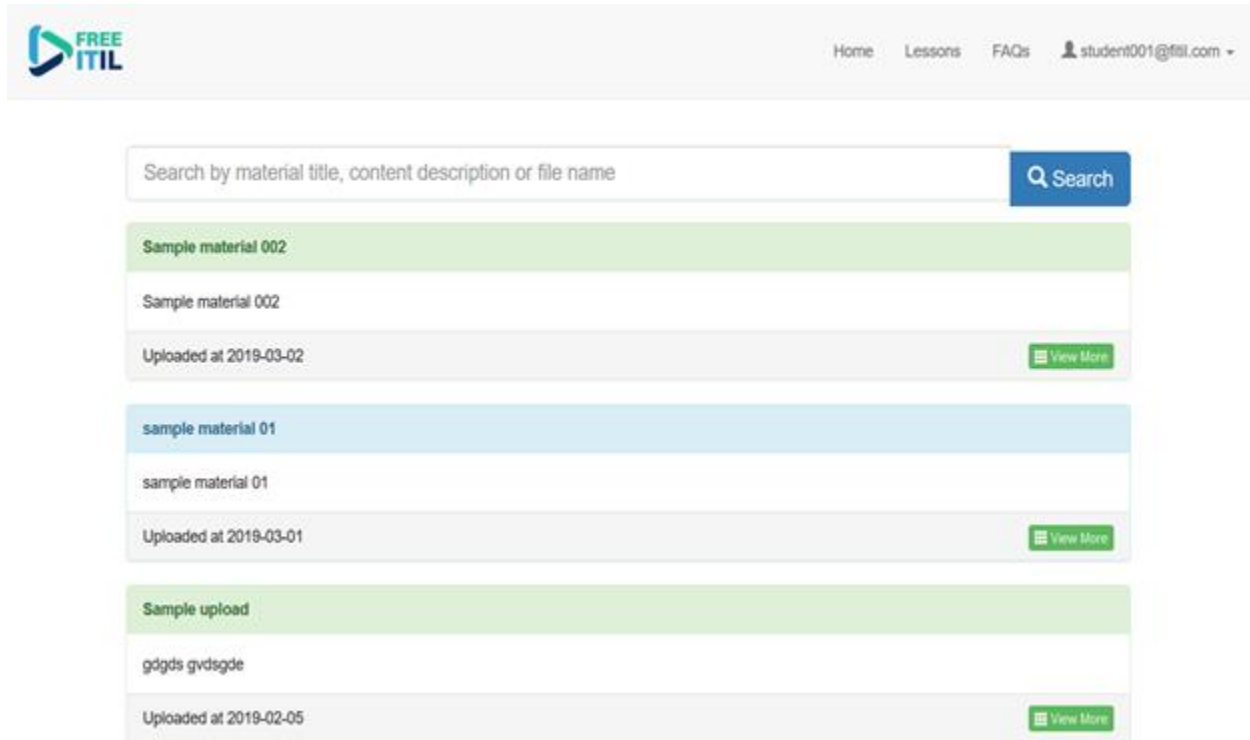 FREE
ITIL
Home Lessons FAQs student001@fitil.com
Search by material title, content description or file name
Search
Sample material 002
Sample material 002
Uploaded at 2019-03-02 View More
sample material 01
sample material 01
Uploaded at 2019-03-01 View More
Sample upload
gdgds gvdsgde
Uploaded at 2019-02-05 View More